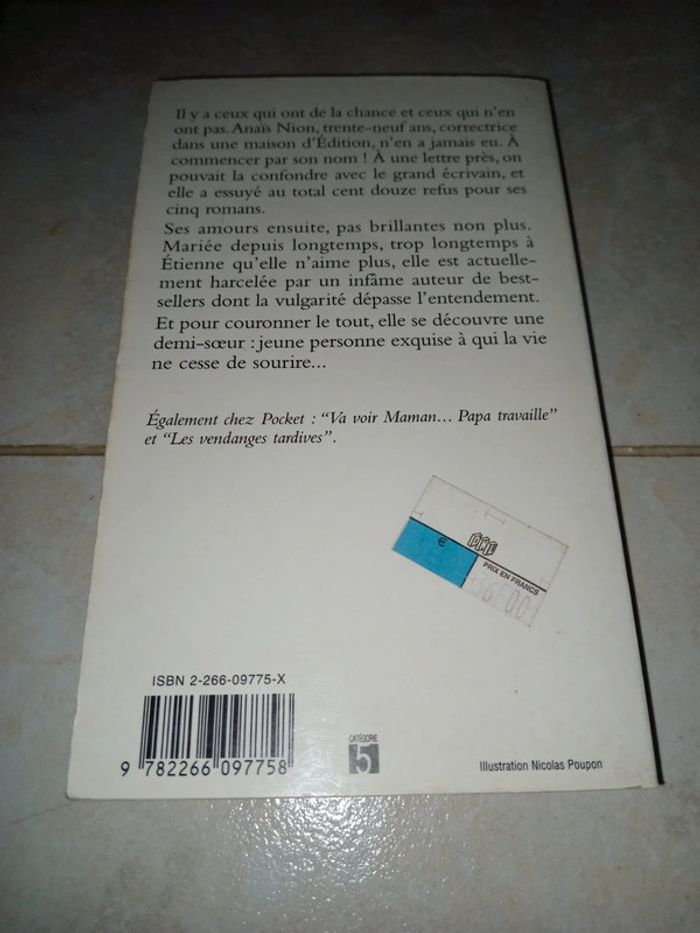 Il y a ceux qui ont de la chance et ceux qui n'en
ont pas. Anaïs Nion, trente-neuf ans, correctrice
dans une maison d'Édition, n'en a jamais eu. À
commencer par son nom ! À une lettre près, on
pouvait la confondre avec le grand écrivain, et
elle a essuyé au total cent douze refus pour ses
cinq romans.
Ses amours ensuite, pas brillantes non plus.
Mariée depuis longtemps, trop longtemps à
Étienne qu'elle n'aime plus, elle est actuelle-
ment harcelée par un infâme auteur de best-
sellers dont la vulgarité dépasse l'entendement.
Et pour couronner le tout, elle se découvre une
demi-sœur : jeune personne exquise à qui la vie
ne cesse de sourire...
Également chez Pocket : "Va voir Maman... Papa travaille"
et "Les vendanges tardives".
€
PRIX EN FRANCS
ISBN 2-266-09775-X
9 782266 097758
CATÉGORIE
5
Illustration Nicolas Poupon